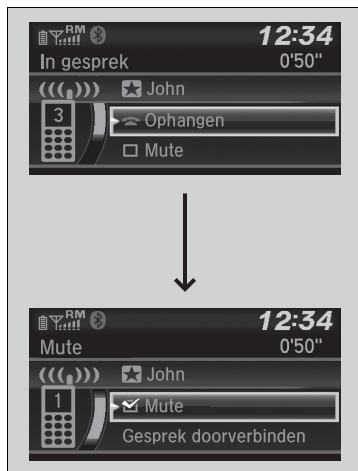 RM 12:34
In gesprek 0'50"
John
3 Ophangen
Mute
RM 12:34
Mute 0'50"
John
1 Mute
Gesprek doorverbinden